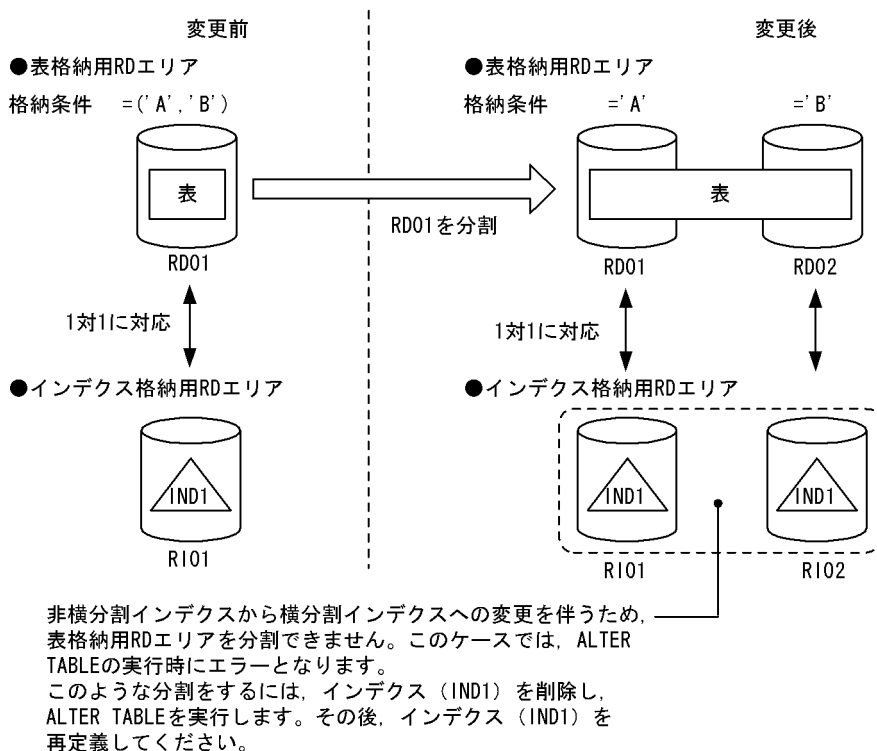 変更前
変更後
●表格納用RDエリア
●表格納用RDエリア
格納条件 =('A','B')
格納条件 ='A' ='B'
表
表
RD01を分割
RD01
RD01
RD02
1対1に対応
1対1に対応
●インデクス格納用RDエリア
●インデクス格納用RDエリア
IND1
IND1
IND1
RI01
RI01
RI02
非横分割インデクスから横分割インデクスへの変更を伴うため,
表格納用RDエリアを分割できません。このケースでは, ALTER
TABLEの実行時にエラーとなります。
このような分割をするには, インデクス（IND1）を削除し,
ALTER TABLEを実行します。その後, インデクス（IND1）を
再定義してください。